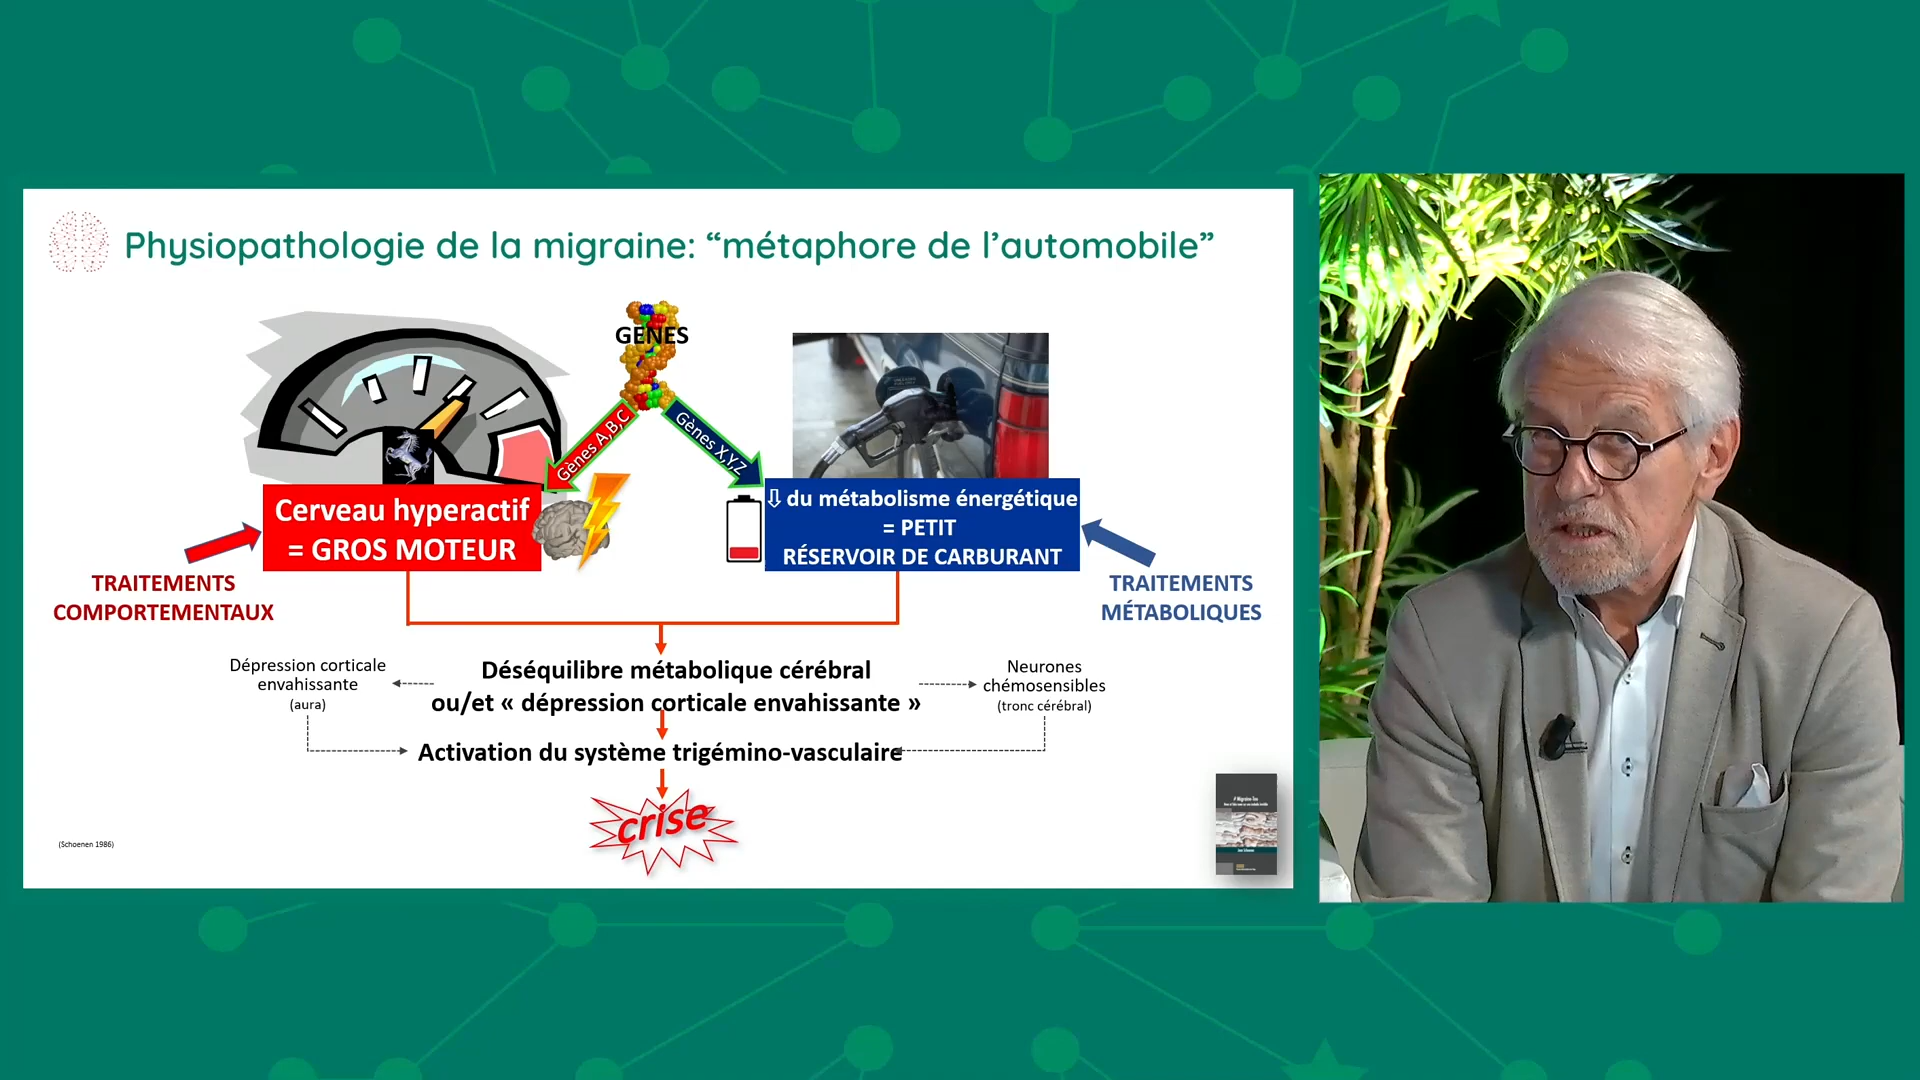 Physiopathologie de la migraine: “métaphore de l’automobile”
GENES
Gènes A,B,C
Gènes X,Y,Z
Cerveau hyperactif
= GROS MOTEUR
⇩ du métabolisme énergétique
= PETIT
RÉSERVOIR DE CARBURANT
TRAITEMENTS
COMPORTEMENTAUX
TRAITEMENTS
MÉTABOLIQUES
Dépression corticale
envahissante
(aura)
Déséquilibre métabolique cérébral
ou/et « dépression corticale envahissante »
Neurones
chémosensibles
(tronc cérébral)
Activation du système trigémino-vasculaire
crise
(Schoenen 1986)
# Migraine Too